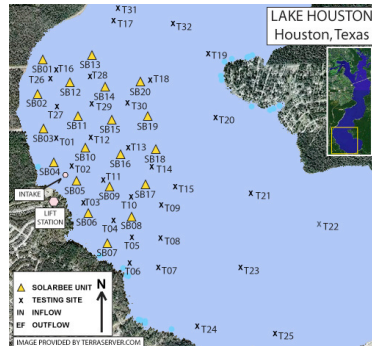 T31
LAKE HOUSTON
Houston, Texas
T17
T32
T19
SB13
SB01
T16
T26
T28
T18
SB12
SB14
SB20
SB02
T27
T29
T30
T20
SB11
SB15
SB19
SB03
T01
T12
T13
SB10
SB16
SB18
SB04
T02
T14
INTAKE
SB05
T11
SB09
SB17
T15
T21
LIFT
STATION
T03
T10
T09
SB06
T04
SB08
T22
SB07
T05
T08
T06
T07
T23
SOLARBEE UNIT
N
x TESTING SITE
IN INFLOW
EF OUTFLOW
T24
T25
IMAGE PROVIDED BY TERRASERVER.COM